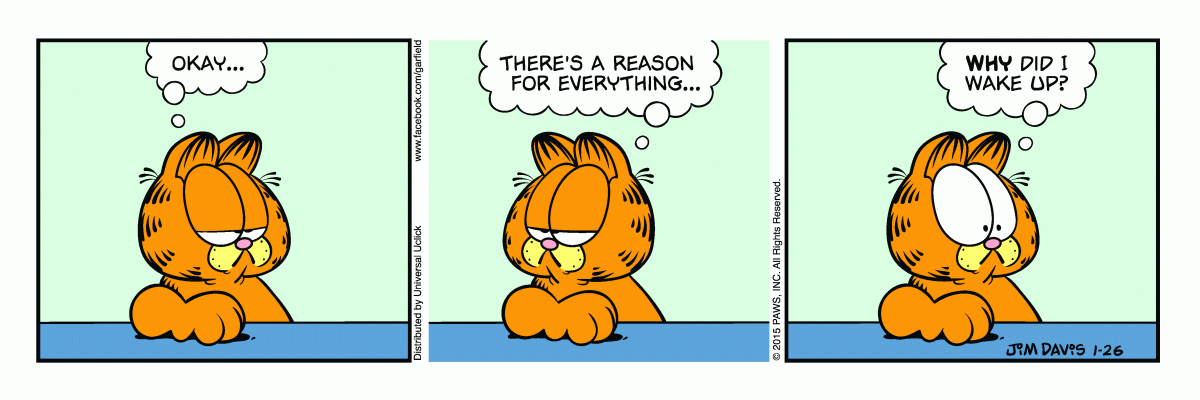 OKAY...
www.facebook.com/garfield
Distributed by Universal Uclick
THERE'S A REASON
FOR EVERYTHING...
© 2015 PAWS, INC. All Rights Reserved.
WHY DID I
WAKE UP?
JIM DAVIS 1-26